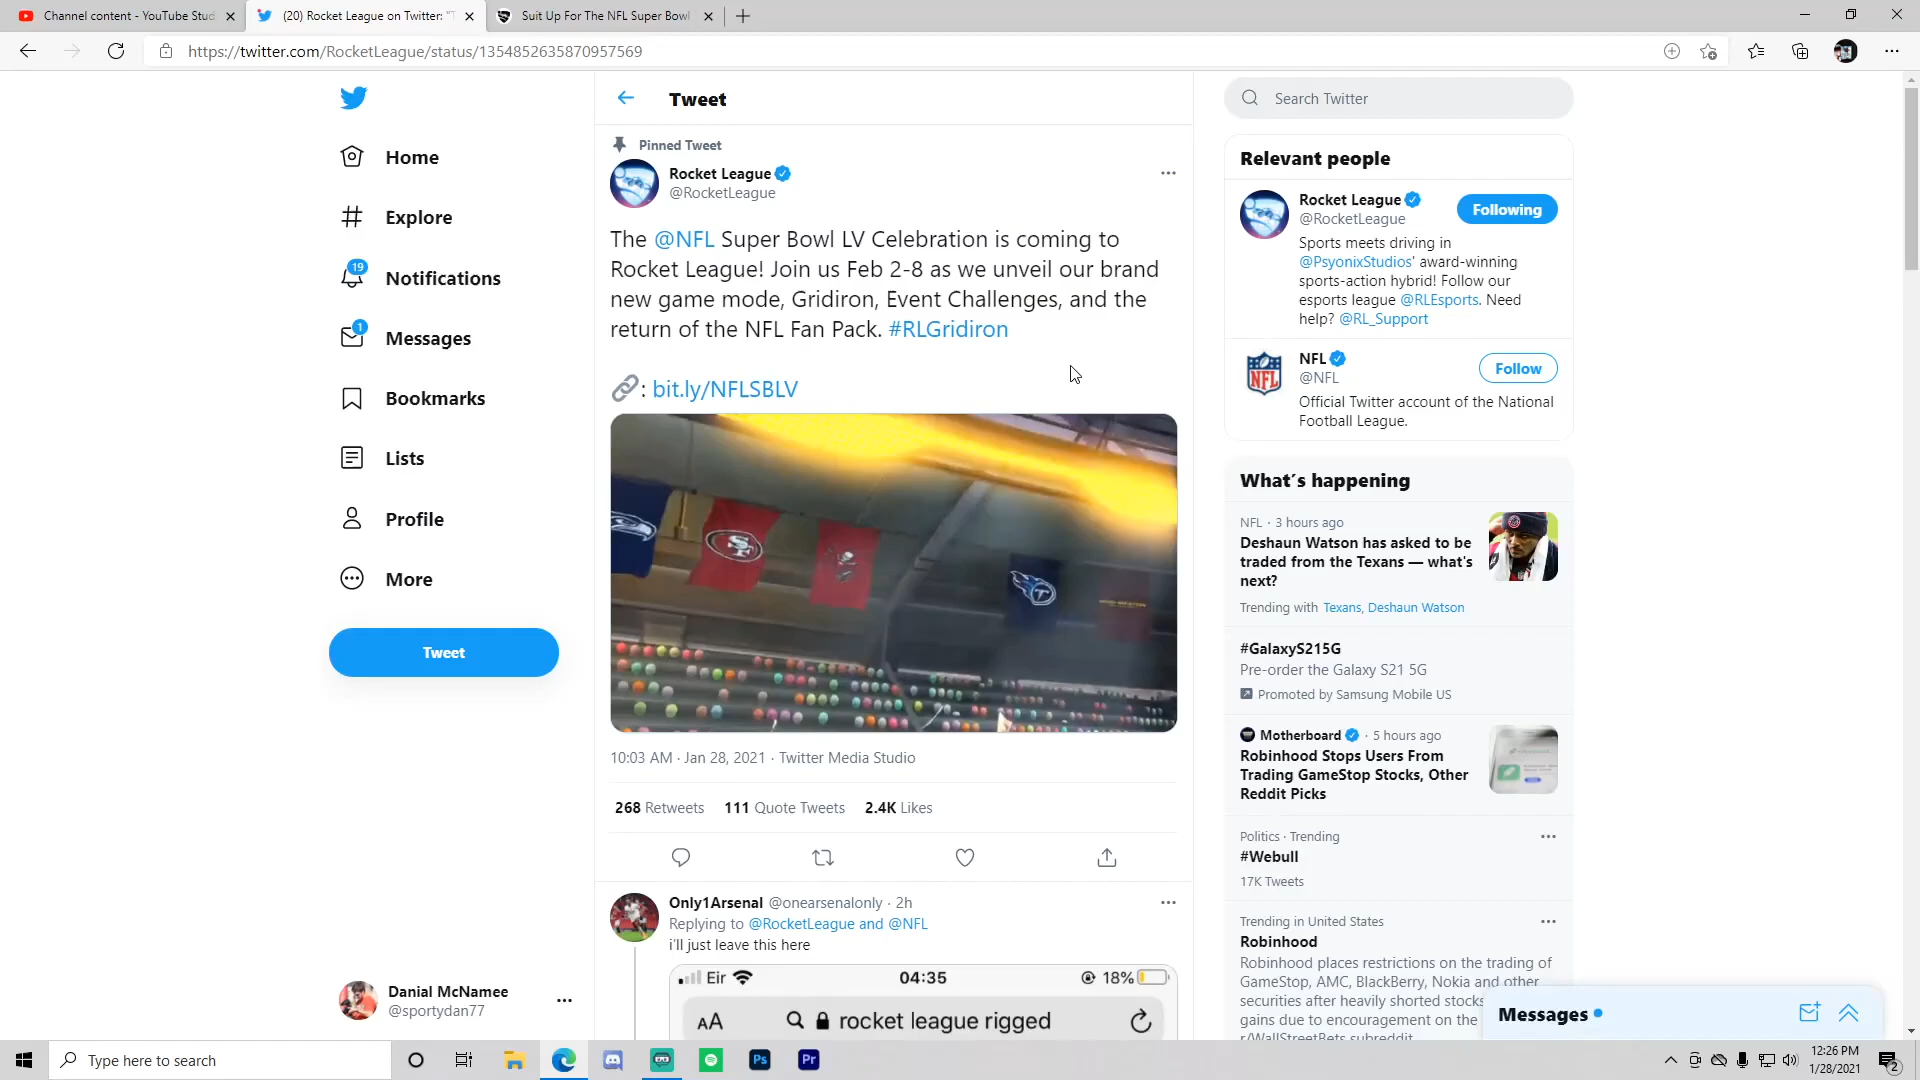 Channel content - YouTube Stud
(20) Rocket League on Twitter: "T
Suit Up For The NFL Super Bowl
https://twitter.com/RocketLeague/status/1354852635870957569
Home
Explore
19
Notifications
1
Messages
Bookmarks
Lists
Profile
More
Tweet
Danial McNamee
@sportydan77
Tweet
Pinned Tweet
Rocket League
@RocketLeague
The @NFL Super Bowl LV Celebration is coming to
Rocket League! Join us Feb 2-8 as we unveil our brand
new game mode, Gridiron, Event Challenges, and the
return of the NFL Fan Pack. #RLGridiron
🔗: bit.ly/NFLSBLV
10:03 AM · Jan 28, 2021 · Twitter Media Studio
268 Retweets 111 Quote Tweets 2.4K Likes
Only1Arsenal @onearsenalonly · 2h
Replying to @RocketLeague and @NFL
i'll just leave this here
Eir 04:35 18%
AA rocket league rigged
Search Twitter
Relevant people
Rocket League
@RocketLeague
Following
Sports meets driving in
@PsyonixStudios' award-winning
sports-action hybrid! Follow our
esports league @RLEsports. Need
help? @RL_Support
NFL
NFL
@NFL
Follow
Official Twitter account of the National
Football League.
What's happening
NFL · 3 hours ago
Deshaun Watson has asked to be
traded from the Texans — what's
next?
Trending with Texans, Deshaun Watson
#GalaxyS215G
Pre-order the Galaxy S21 5G
Promoted by Samsung Mobile US
Motherboard · 5 hours ago
Robinhood Stops Users From
Trading GameStop Stocks, Other
Reddit Picks
Politics · Trending
#Webull
17K Tweets
Trending in United States
Robinhood
Robinhood places restrictions on the trading of
GameStop, AMC, BlackBerry, Nokia and other
securities after heavily shorted stocks
gains due to encouragement on the
r/WallStreetBets subreddit
Messages
Type here to search
Ps
Pr
12:26 PM
1/28/2021
2